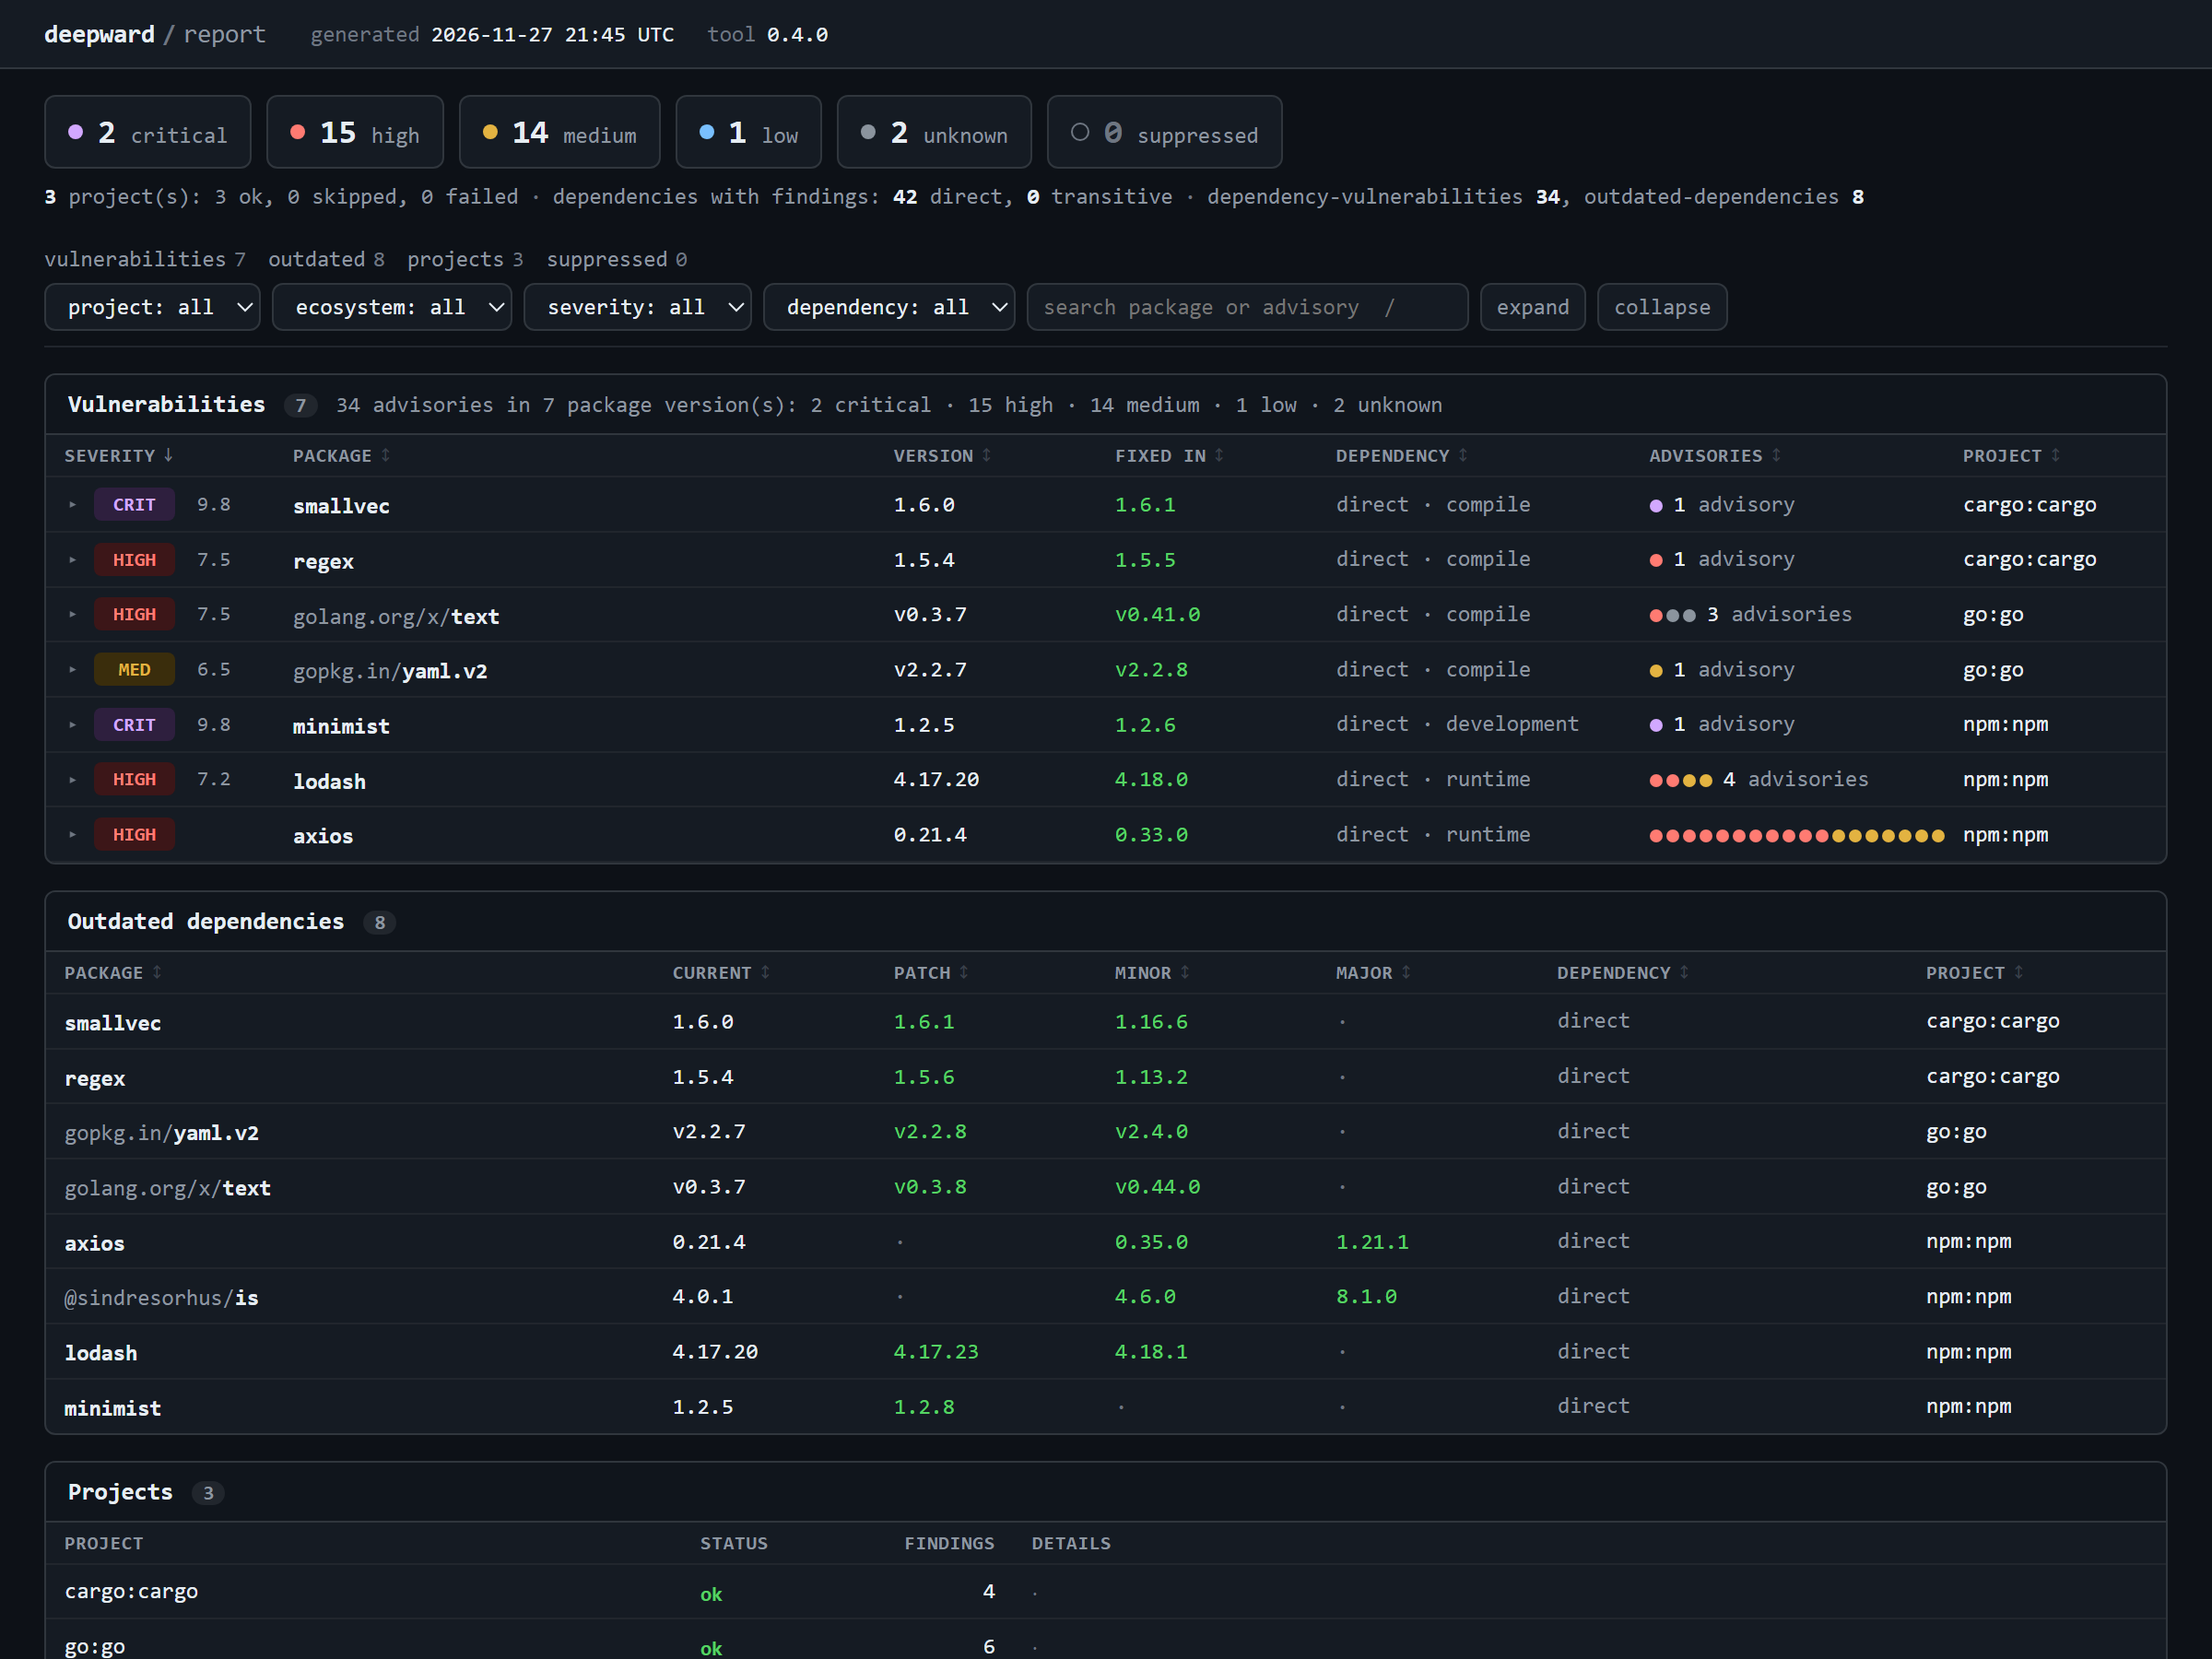 deepward / report generated 2026-11-27 21:45 UTC tool 0.4.0
2 critical 15 high 14 medium 1 low 2 unknown 0 suppressed
3 project(s): 3 ok, 0 skipped, 0 failed · dependencies with findings: 42 direct, 0 transitive · dependency-vulnerabilities 34, outdated-dependencies 8
vulnerabilities 7 outdated 8 projects 3 suppressed 0
project: all ecosystem: all severity: all dependency: all search package or advisory / expand collapse
Vulnerabilities 7 34 advisories in 7 package version(s): 2 critical · 15 high · 14 medium · 1 low · 2 unknown
SEVERITY ↓ PACKAGE ↕ VERSION ↕ FIXED IN ↕ DEPENDENCY ↕ ADVISORIES ↕ PROJECT ↕
CRIT 9.8 smallvec 1.6.0 1.6.1 direct · compile 1 advisory cargo:cargo
HIGH 7.5 regex 1.5.4 1.5.5 direct · compile 1 advisory cargo:cargo
HIGH 7.5 golang.org/x/text v0.3.7 v0.41.0 direct · compile 3 advisories go:go
MED 6.5 gopkg.in/yaml.v2 v2.2.7 v2.2.8 direct · compile 1 advisory go:go
CRIT 9.8 minimist 1.2.5 1.2.6 direct · development 1 advisory npm:npm
HIGH 7.2 lodash 4.17.20 4.18.0 direct · runtime 4 advisories npm:npm
HIGH axios 0.21.4 0.33.0 direct · runtime npm:npm
Outdated dependencies 8
PACKAGE ↕ CURRENT ↕ PATCH ↕ MINOR ↕ MAJOR ↕ DEPENDENCY ↕ PROJECT ↕
smallvec 1.6.0 1.6.1 1.16.6 · direct cargo:cargo
regex 1.5.4 1.5.6 1.13.2 · direct cargo:cargo
gopkg.in/yaml.v2 v2.2.7 v2.2.8 v2.4.0 · direct go:go
golang.org/x/text v0.3.7 v0.3.8 v0.44.0 · direct go:go
axios 0.21.4 · 0.35.0 1.21.1 direct npm:npm
@sindresorhus/is 4.0.1 · 4.6.0 8.1.0 direct npm:npm
lodash 4.17.20 4.17.23 4.18.1 · direct npm:npm
minimist 1.2.5 1.2.8 · · direct npm:npm
Projects 3
PROJECT STATUS FINDINGS DETAILS
cargo:cargo ok 4 ·
go:go ok 6 ·